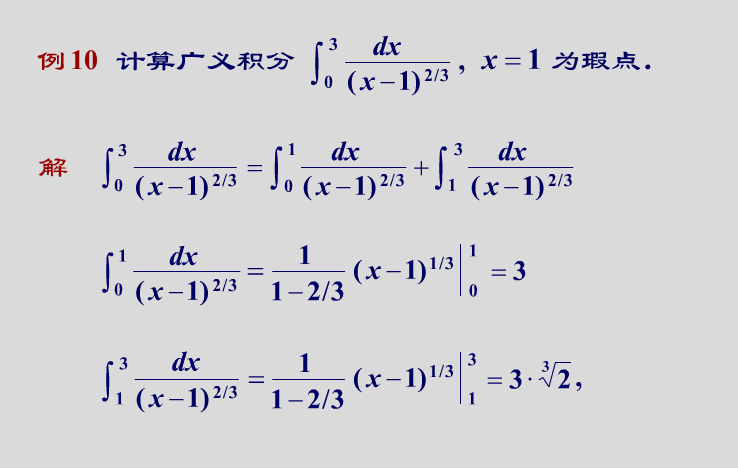 例10 计算广义积分 ∫₀³ dx/(x−1)^{2/3}, x=1 为瑕点.
解 ∫₀³ dx/(x−1)^{2/3} = ∫₀¹ dx/(x−1)^{2/3} + ∫₁³ dx/(x−1)^{2/3}
∫₀¹ dx/(x−1)^{2/3} = 1/(1−2/3) (x−1)^{1/3} |₀¹ = 3
∫₁³ dx/(x−1)^{2/3} = 1/(1−2/3) (x−1)^{1/3} |₁³ = 3·∛2,